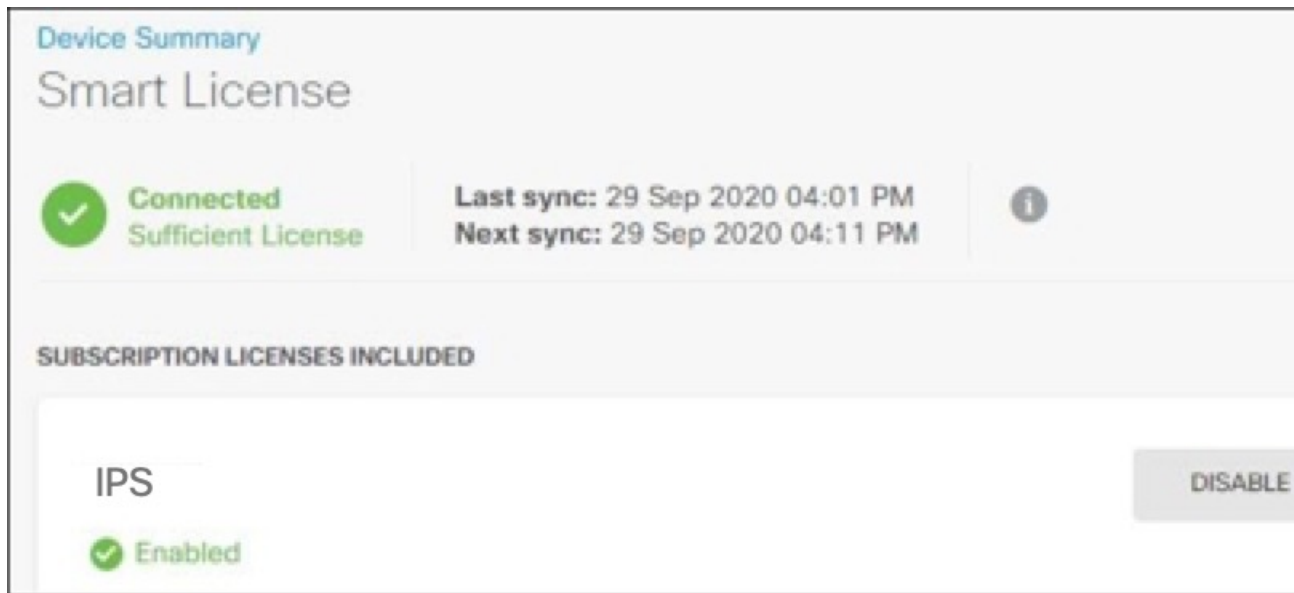 Device Summary
Smart License
Connected
Sufficient License
Last sync: 29 Sep 2020 04:01 PM
Next sync: 29 Sep 2020 04:11 PM
SUBSCRIPTION LICENSES INCLUDED
IPS
DISABLE
Enabled